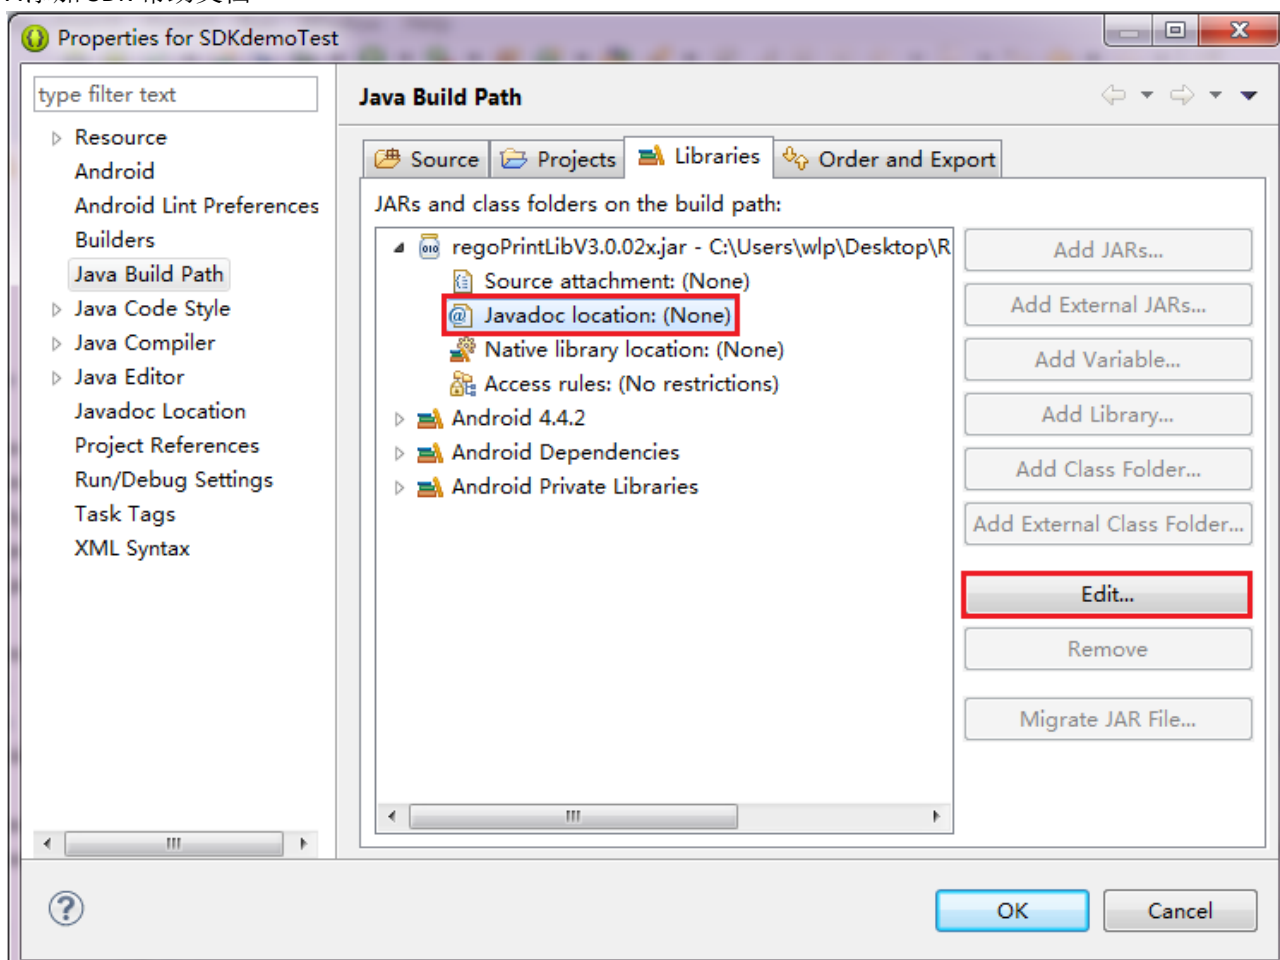 Properties for SDKdemoTest
type filter text
Resource
Android
Android Lint Preferences
Builders
Java Build Path
Java Code Style
Java Compiler
Java Editor
Javadoc Location
Project References
Run/Debug Settings
Task Tags
XML Syntax
Java Build Path
Source Projects Libraries Order and Export
JARs and class folders on the build path:
regoPrintLibV3.0.02x.jar - C:\Users\wlp\Desktop\R
Source attachment: (None)
Javadoc location: (None)
Native library location: (None)
Access rules: (No restrictions)
Android 4.4.2
Android Dependencies
Android Private Libraries
Add JARs...
Add External JARs...
Add Variable...
Add Library...
Add Class Folder...
Add External Class Folder...
Edit...
Remove
Migrate JAR File...
OK Cancel